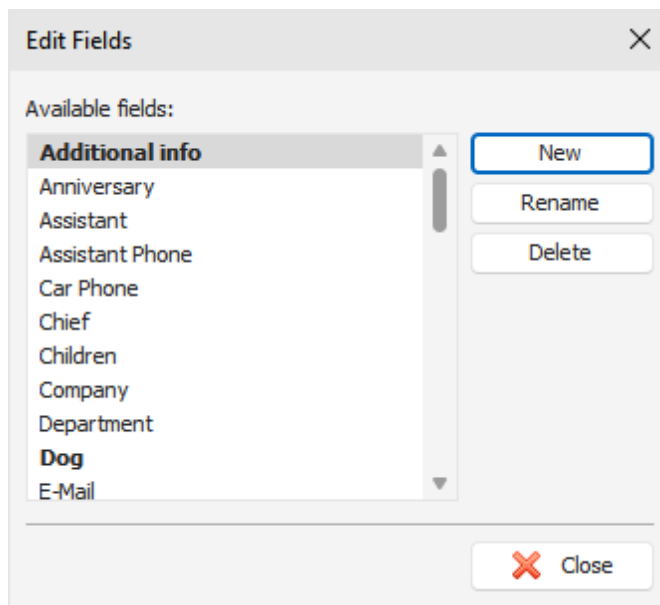 Edit Fields
Available fields:
Additional info
Anniversary
Assistant
Assistant Phone
Car Phone
Chief
Children
Company
Department
Dog
E-Mail
New
Rename
Delete
Close